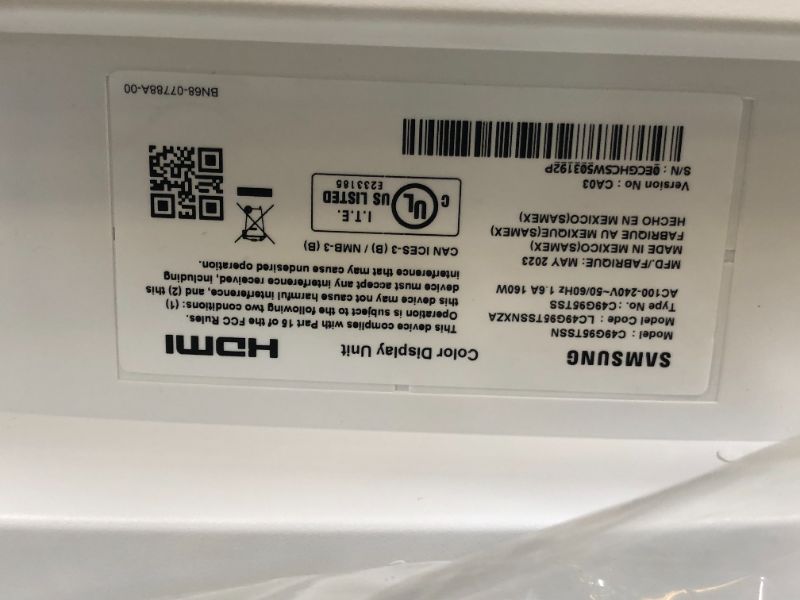 SAMSUNG
Color Display Unit
HDMI
Model : C49G95TSSN
Model Code : LC49G95TSSNXZA
Type No. : C49G95TSS
AC100-240V~50/60Hz 1.6A 160W
MFD./FABRIQUE: MAY 2023
MADE IN MEXICO(SAMEX)
FABRIQUE AU MEXIQUE(SAMEX)
HECHO EN MEXICO(SAMEX)
Version No : CA03
S/N : 0ECGHCSW503192P
This device complies with Part 15 of the FCC Rules.
Operation is subject to the following two conditions: (1)
this device may not cause harmful interference, and (2) this
device must accept any interference received, including
interference that may cause undesired operation.
CAN ICES-3 (B) / NMB-3 (B)
C UL US LISTED
I.T.E.
E233185
BN68-07788A-00